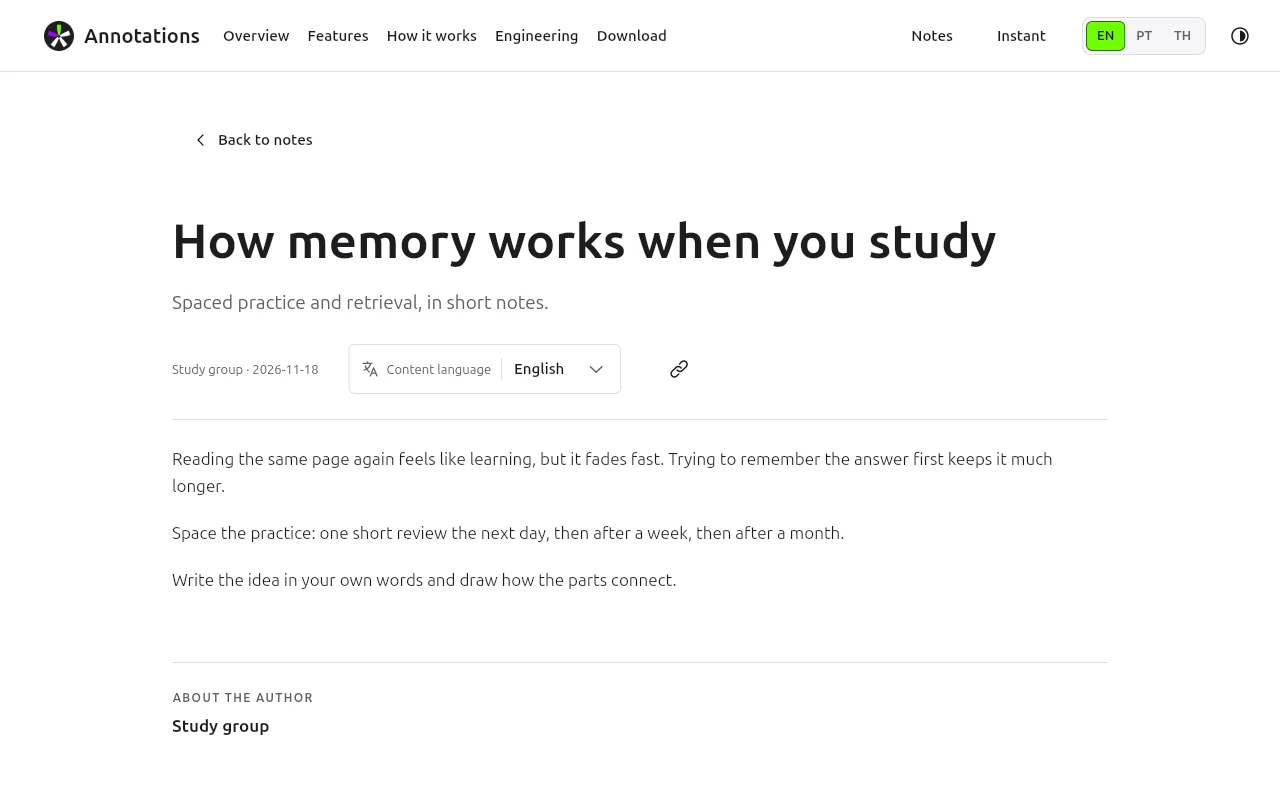 Annotations Overview Features How it works Engineering Download Notes Instant EN PT TH
Back to notes
How memory works when you study
Spaced practice and retrieval, in short notes.
Study group · 2026-11-18 Content language English
Reading the same page again feels like learning, but it fades fast. Trying to remember the answer first keeps it much
longer.
Space the practice: one short review the next day, then after a week, then after a month.
Write the idea in your own words and draw how the parts connect.
ABOUT THE AUTHOR
Study group